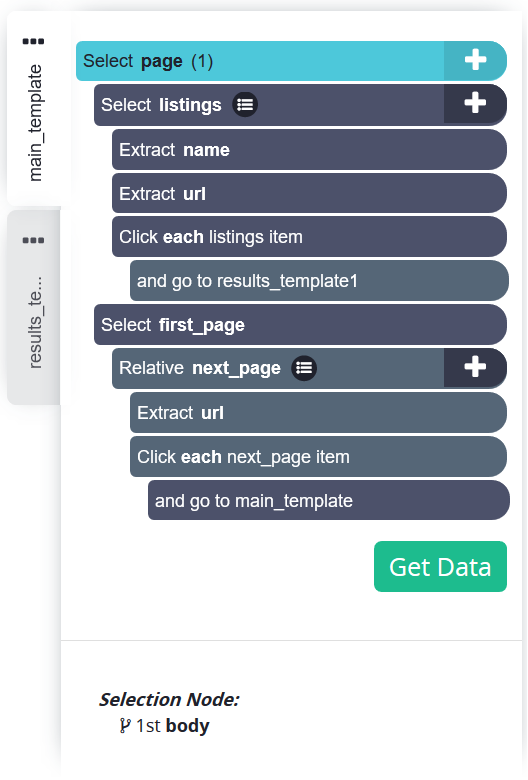 main_template
results_te...
Select page (1)
Select listings
Extract name
Extract url
Click each listings item
and go to results_template1
Select first_page
Relative next_page
Extract url
Click each next_page item
and go to main_template
Get Data
Selection Node:
1st body